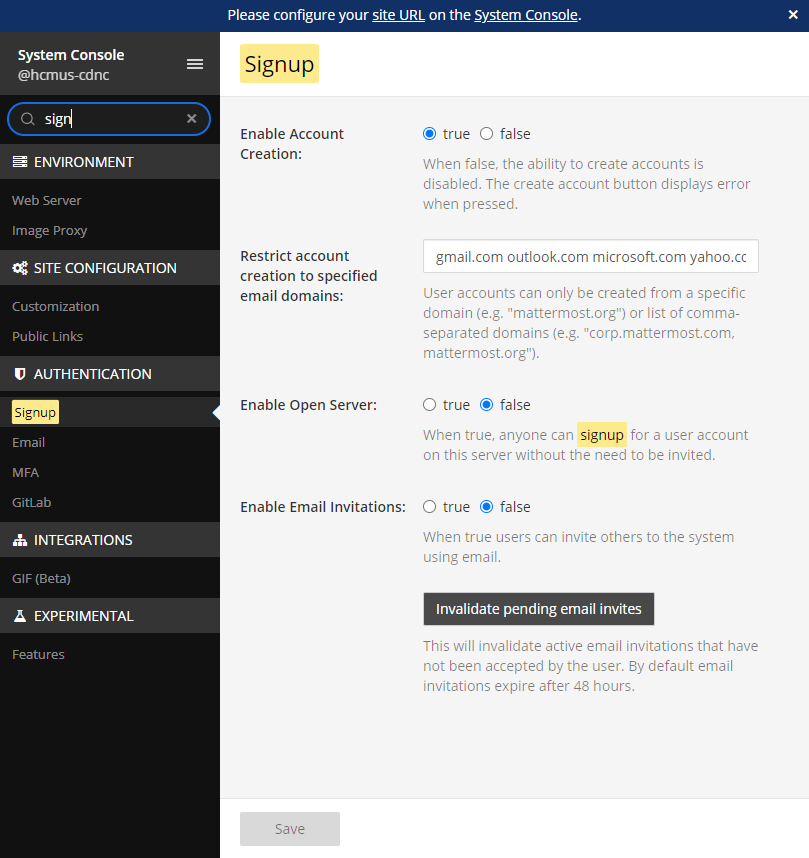 Please configure your site URL on the System Console.
System Console
@hcmus-cdnc
sign
ENVIRONMENT
Web Server
Image Proxy
SITE CONFIGURATION
Customization
Public Links
AUTHENTICATION
Signup
Email
MFA
GitLab
INTEGRATIONS
GIF (Beta)
EXPERIMENTAL
Features
Signup
Enable Account
Creation:
true false
When false, the ability to create accounts is
disabled. The create account button displays error
when pressed.
Restrict account
creation to specified
email domains:
gmail.com outlook.com microsoft.com yahoo.cc
User accounts can only be created from a specific
domain (e.g. "mattermost.org") or list of comma-
separated domains (e.g. "corp.mattermost.com,
mattermost.org").
Enable Open Server:
true false
When true, anyone can signup for a user account
on this server without the need to be invited.
Enable Email Invitations:
true false
When true users can invite others to the system
using email.
Invalidate pending email invites
This will invalidate active email invitations that have
not been accepted by the user. By default email
invitations expire after 48 hours.
Save